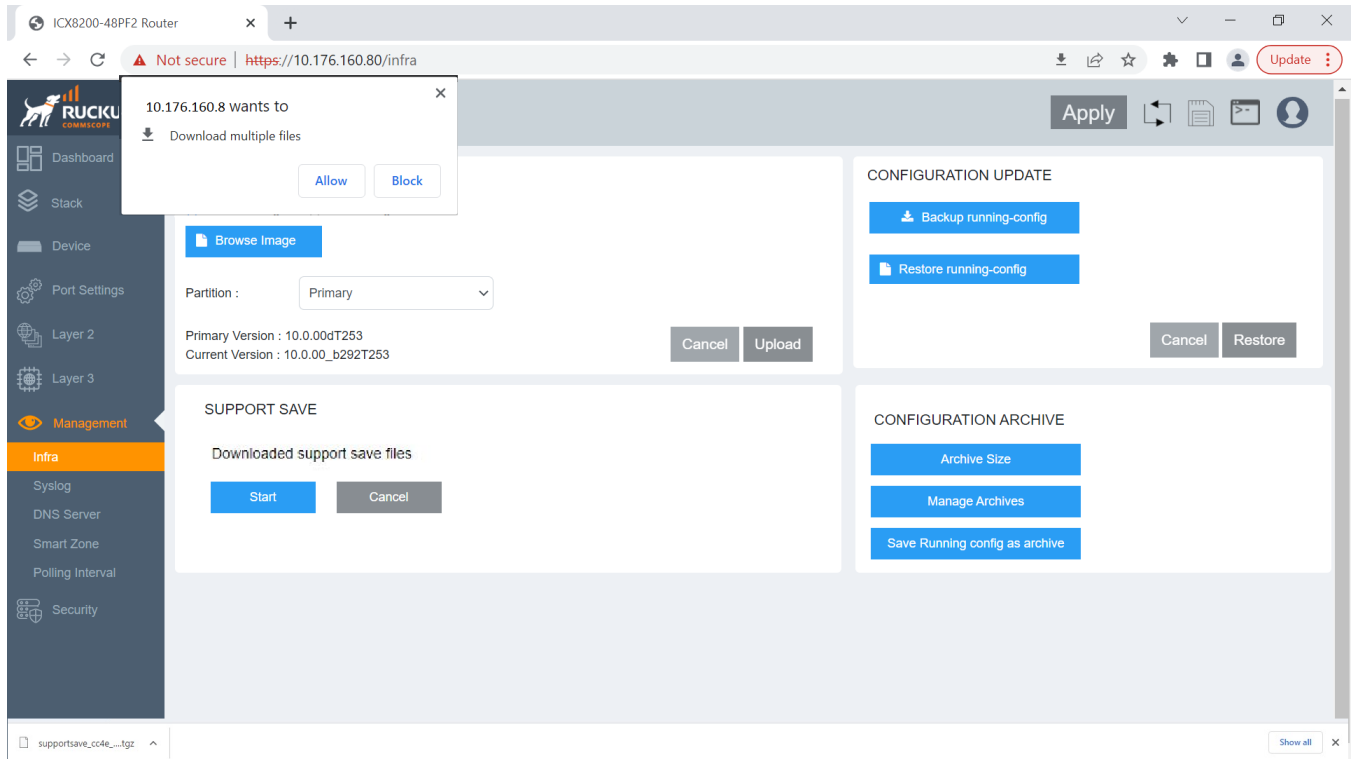 ICX8200-48PF2 Router
Not secure | https://10.176.160.80/infra
Update
RUCKU
COMMSCOPE
10.176.160.8 wants to
Download multiple files
Allow
Block
Apply
Dashboard
Stack
Device
Port Settings
Layer 2
Layer 3
Management
Infra
Syslog
DNS Server
Smart Zone
Polling Interval
Security
Browse Image
Partition :
Primary
Primary Version : 10.0.00dT253
Current Version : 10.0.00_b292T253
Cancel
Upload
CONFIGURATION UPDATE
Backup running-config
Restore running-config
Cancel
Restore
SUPPORT SAVE
Downloaded support save files
Start
Cancel
CONFIGURATION ARCHIVE
Archive Size
Manage Archives
Save Running config as archive
supportsave_cc4e_....tgz
Show all